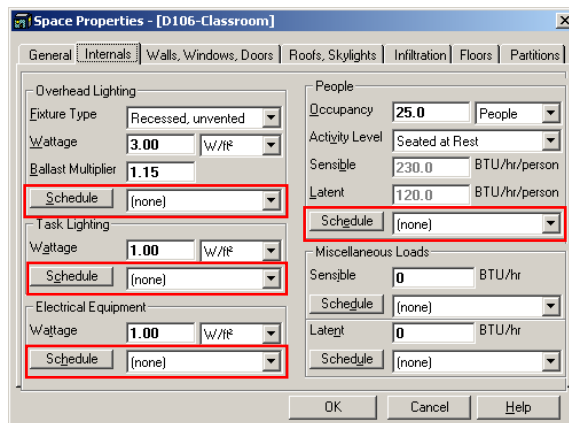 Space Properties - [D106-Classroom]
General Internals Walls, Windows, Doors Roofs, Skylights Infiltration Floors Partitions
Overhead Lighting
Fixture Type Recessed, unvented
Wattage 3.00 W/ft²
Ballast Multiplier 1.15
Schedule (none)
Task Lighting
Wattage 1.00 W/ft²
Schedule (none)
Electrical Equipment
Wattage 1.00 W/ft²
Schedule (none)
People
Occupancy 25.0 People
Activity Level Seated at Rest
Sensible 230.0 BTU/hr/person
Latent 120.0 BTU/hr/person
Schedule (none)
Miscellaneous Loads
Sensible 0 BTU/hr
Schedule (none)
Latent 0 BTU/hr
Schedule (none)
OK Cancel Help